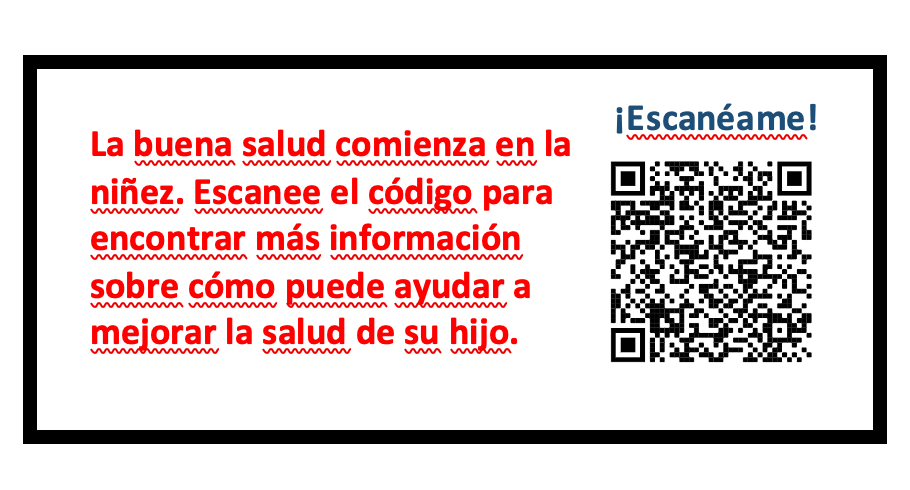 ¡Escanéame!
La buena salud comienza en la
niñez. Escanee el código para
encontrar más información
sobre cómo puede ayudar a
mejorar la salud de su hijo.